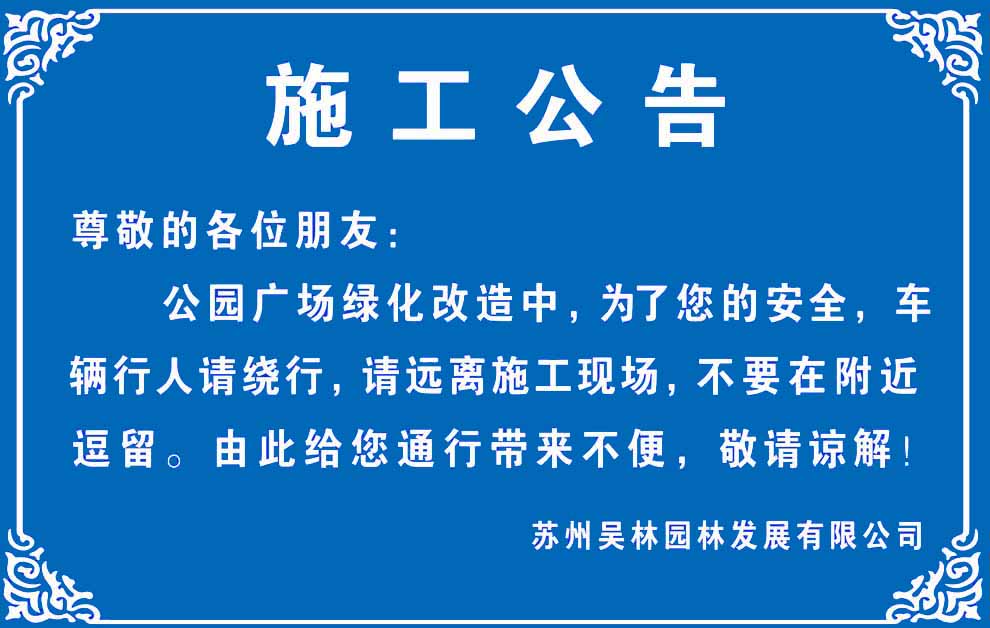 施工公告
尊敬的各位朋友：
公园广场绿化改造中，为了您的安全，车
辆行人请绕行，请远离施工现场，不要在附近
逗留。由此给您通行带来不便，敬请谅解！
苏州吴林园林发展有限公司